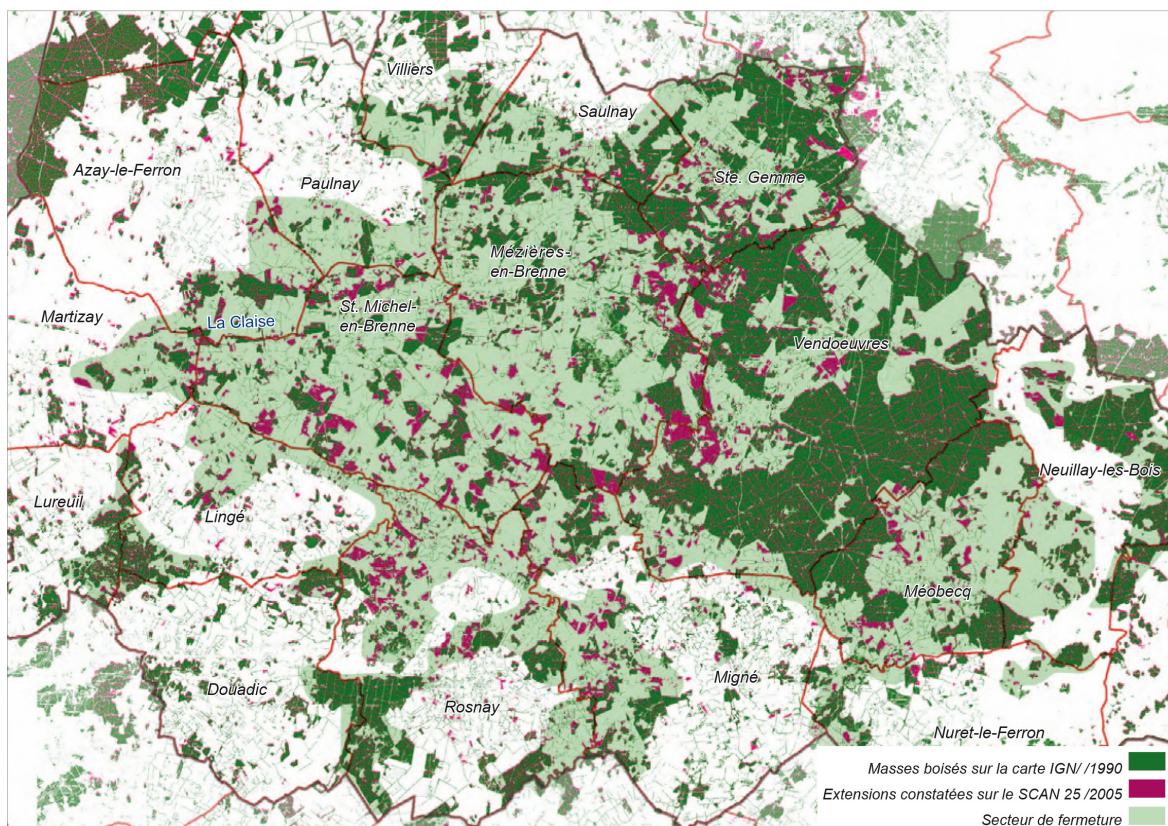 Villiers
Saulnay
Azay-le-Ferron
Paulnay
Ste. Gemme
Mézières-
en-Brenne
St. Michel-
en-Brenne
La Claise
Martizay
Vendoeuvres
Neuillay-les-Bois
Lureuil
Lingé
Méobecq
Douadic
Rosnay
Migné
Nuret-le-Ferron
Masses boisés sur la carte IGN/ /1990
Extensions constatées sur le SCAN 25 /2005
Secteur de fermeture